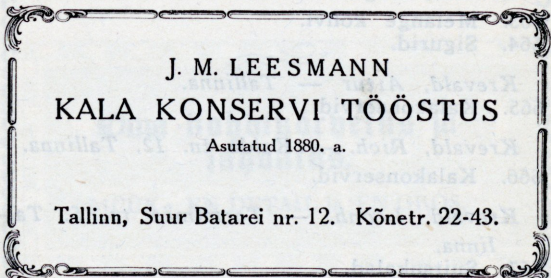 J. M. LEESMANN
KALA KONSERVI TÖÖSTUS
Asutatud 1880. a.
Tallinn, Suur Batarei nr. 12. Kõnetr. 22-43.